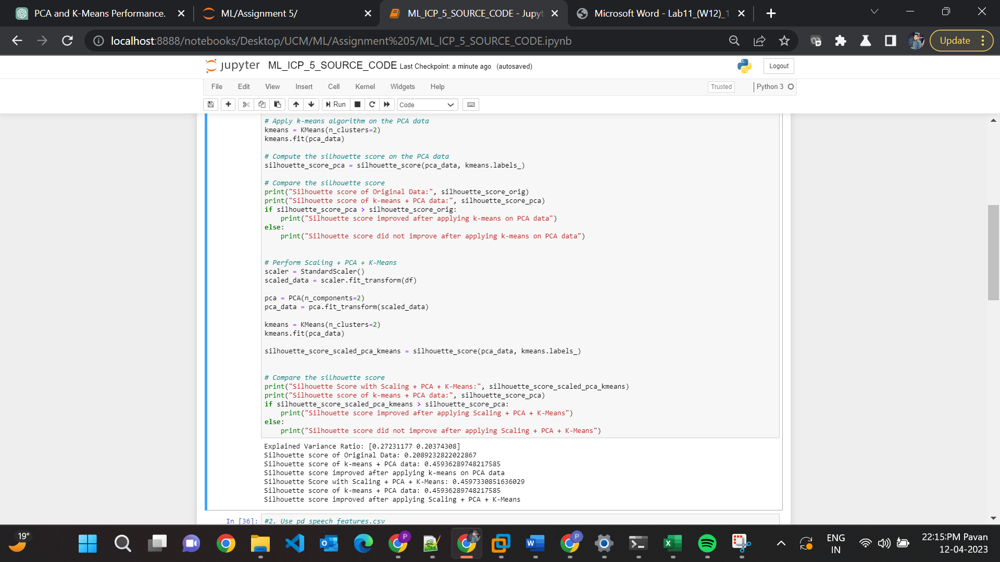 PCA and K-Means Performance.
ML/Assignment 5/
ML_ICP_5_SOURCE_CODE - Jupyt
Microsoft Word - Lab11_(W12)_1
localhost:8888/notebooks/Desktop/UCM/ML/Assignment%205/ML_ICP_5_SOURCE_CODE.ipynb
Update
jupyter ML_ICP_5_SOURCE_CODE Last Checkpoint: a minute ago (autosaved)
Logout
File Edit View Insert Cell Kernel Widgets Help
Trusted
Python 3
Run
Code
# Apply k-means algorithm on the PCA data
kmeans = KMeans(n_clusters=2)
kmeans.fit(pca_data)
# Compute the silhouette score on the PCA data
silhouette_score_pca = silhouette_score(pca_data, kmeans.labels_)
# Compare the silhouette score
print("Silhouette score of Original Data:", silhouette_score_orig)
print("Silhouette score of k-means + PCA data:", silhouette_score_pca)
if silhouette_score_pca > silhouette_score_orig:
    print("Silhouette score improved after applying k-means on PCA data")
else:
    print("Silhouette score did not improve after applying k-means on PCA data")
# Perform Scaling + PCA + K-Means
scaler = StandardScaler()
scaled_data = scaler.fit_transform(df)
pca = PCA(n_components=2)
pca_data = pca.fit_transform(scaled_data)
kmeans = KMeans(n_clusters=2)
kmeans.fit(pca_data)
silhouette_score_scaled_pca_kmeans = silhouette_score(pca_data, kmeans.labels_)
# Compare the silhouette score
print("Silhouette Score with Scaling + PCA + K-Means:", silhouette_score_scaled_pca_kmeans)
print("Silhouette score of k-means + PCA data:", silhouette_score_pca)
if silhouette_score_scaled_pca_kmeans > silhouette_score_pca:
    print("Silhouette score improved after applying Scaling + PCA + K-Means")
else:
    print("Silhouette score did not improve after applying Scaling + PCA + K-Means")
Explained Variance Ratio: [0.27231177 0.20374308]
Silhouette score of Original Data: 0.2089232822022867
Silhouette score of k-means + PCA data: 0.45936289748217585
Silhouette score improved after applying k-means on PCA data
Silhouette Score with Scaling + PCA + K-Means: 0.4597330851636029
Silhouette score of k-means + PCA data: 0.45936289748217585
Silhouette score improved after applying Scaling + PCA + K-Means
In [36]: #2. Use pd_speech_features.csv
19°
P
P
ENG
IN
22:15:PM Pavan
12-04-2023